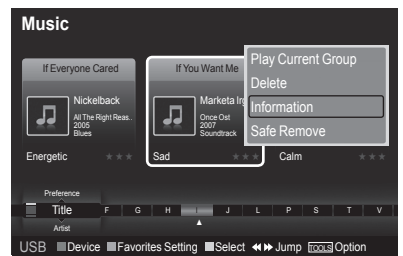 Music
If Everyone Cared
If You Want Me
Nickelback
All The Right Reas..
2005
Blues
Marketa Irg
Once Ost
2007
Soundtrack
Play Current Group
Delete
Information
Safe Remove
Energetic
Sad
Calm
Preference
Title F G H I J L P S T V
Artist
USB Device Favorites Setting Select Jump TOOLS Option